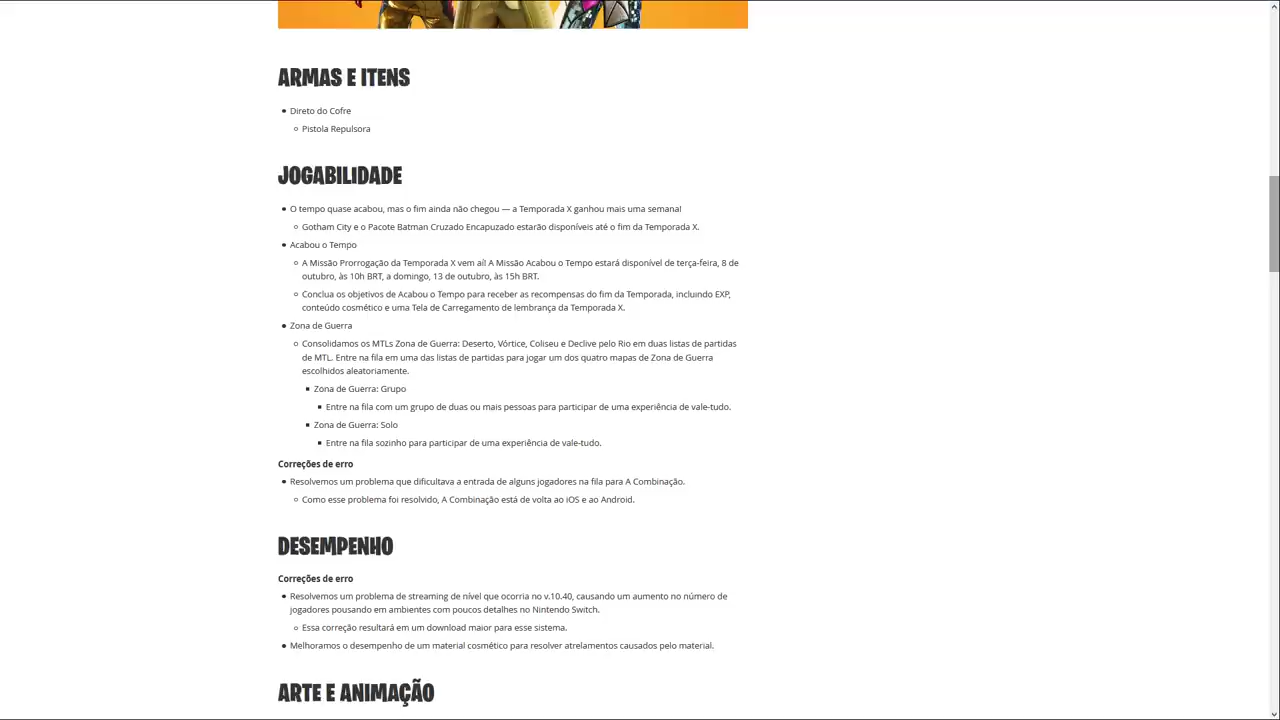 ARMAS E ITENS
Direto do Cofre
Pistola Repulsora
JOGABILIDADE
O tempo quase acabou, mas o fim ainda não chegou — a Temporada X ganhou mais uma semana!
Gotham City e o Pacote Batman Cruzado Encapuzado estarão disponíveis até o fim da Temporada X.
Acabou o Tempo
A Missão Prorrogação da Temporada X vem aí! A Missão Acabou o Tempo estará disponível de terça-feira, 8 de
outubro, às 10h BRT, a domingo, 13 de outubro, às 15h BRT.
Conclua os objetivos de Acabou o Tempo para receber as recompensas do fim da Temporada, incluindo EXP,
conteúdo cosmético e uma Tela de Carregamento de lembrança da Temporada X.
Zona de Guerra
Consolidamos os MTLs Zona de Guerra: Deserto, Vórtice, Coliseu e Declive pelo Rio em duas listas de partidas
de MTL. Entre na fila em uma das listas de partidas para jogar um dos quatro mapas de Zona de Guerra
escolhidos aleatoriamente.
Zona de Guerra: Grupo
Entre na fila com um grupo de duas ou mais pessoas para participar de uma experiência de vale-tudo.
Zona de Guerra: Solo
Entre na fila sozinho para participar de uma experiência de vale-tudo.
Correções de erro
Resolvemos um problema que dificultava a entrada de alguns jogadores na fila para A Combinação.
Como esse problema foi resolvido, A Combinação está de volta ao iOS e ao Android.
DESEMPENHO
Correções de erro
Resolvemos um problema de streaming de nível que ocorria no v.10.40, causando um aumento no número de
jogadores pousando em ambientes com poucos detalhes no Nintendo Switch.
Essa correção resultará em um download maior para esse sistema.
Melhoramos o desempenho de um material cosmético para resolver atrelamentos causados pelo material.
ARTE E ANIMAÇÃO